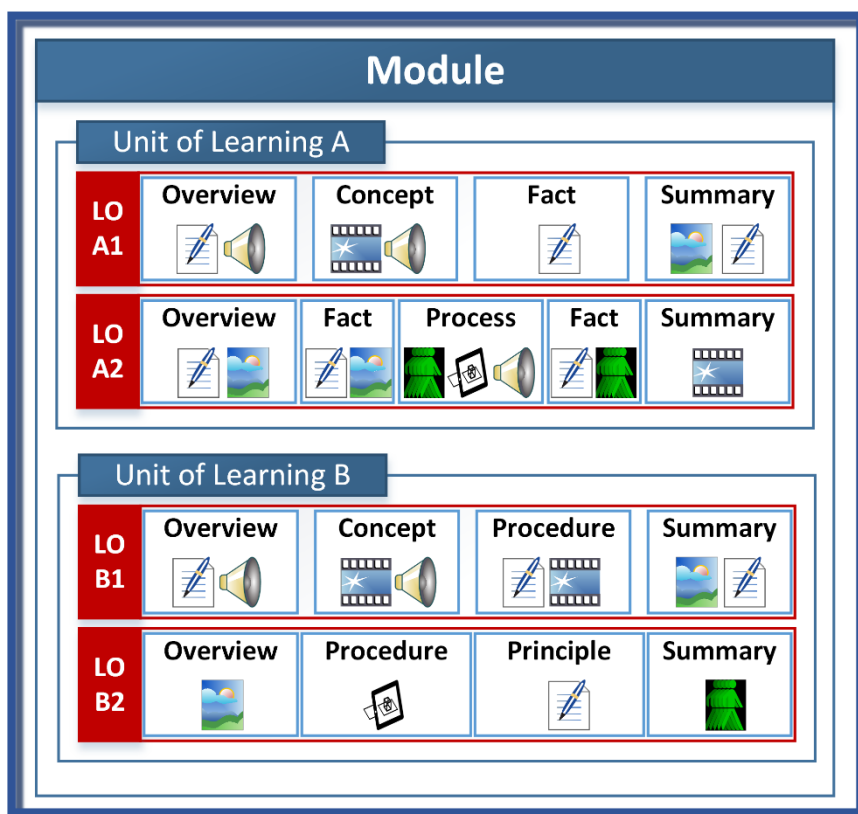 Module
Unit of Learning A
LO A1
Overview Concept Fact Summary
LO A2
Overview Fact Process Fact Summary
Unit of Learning B
LO B1
Overview Concept Procedure Summary
LO B2
Overview Procedure Principle Summary